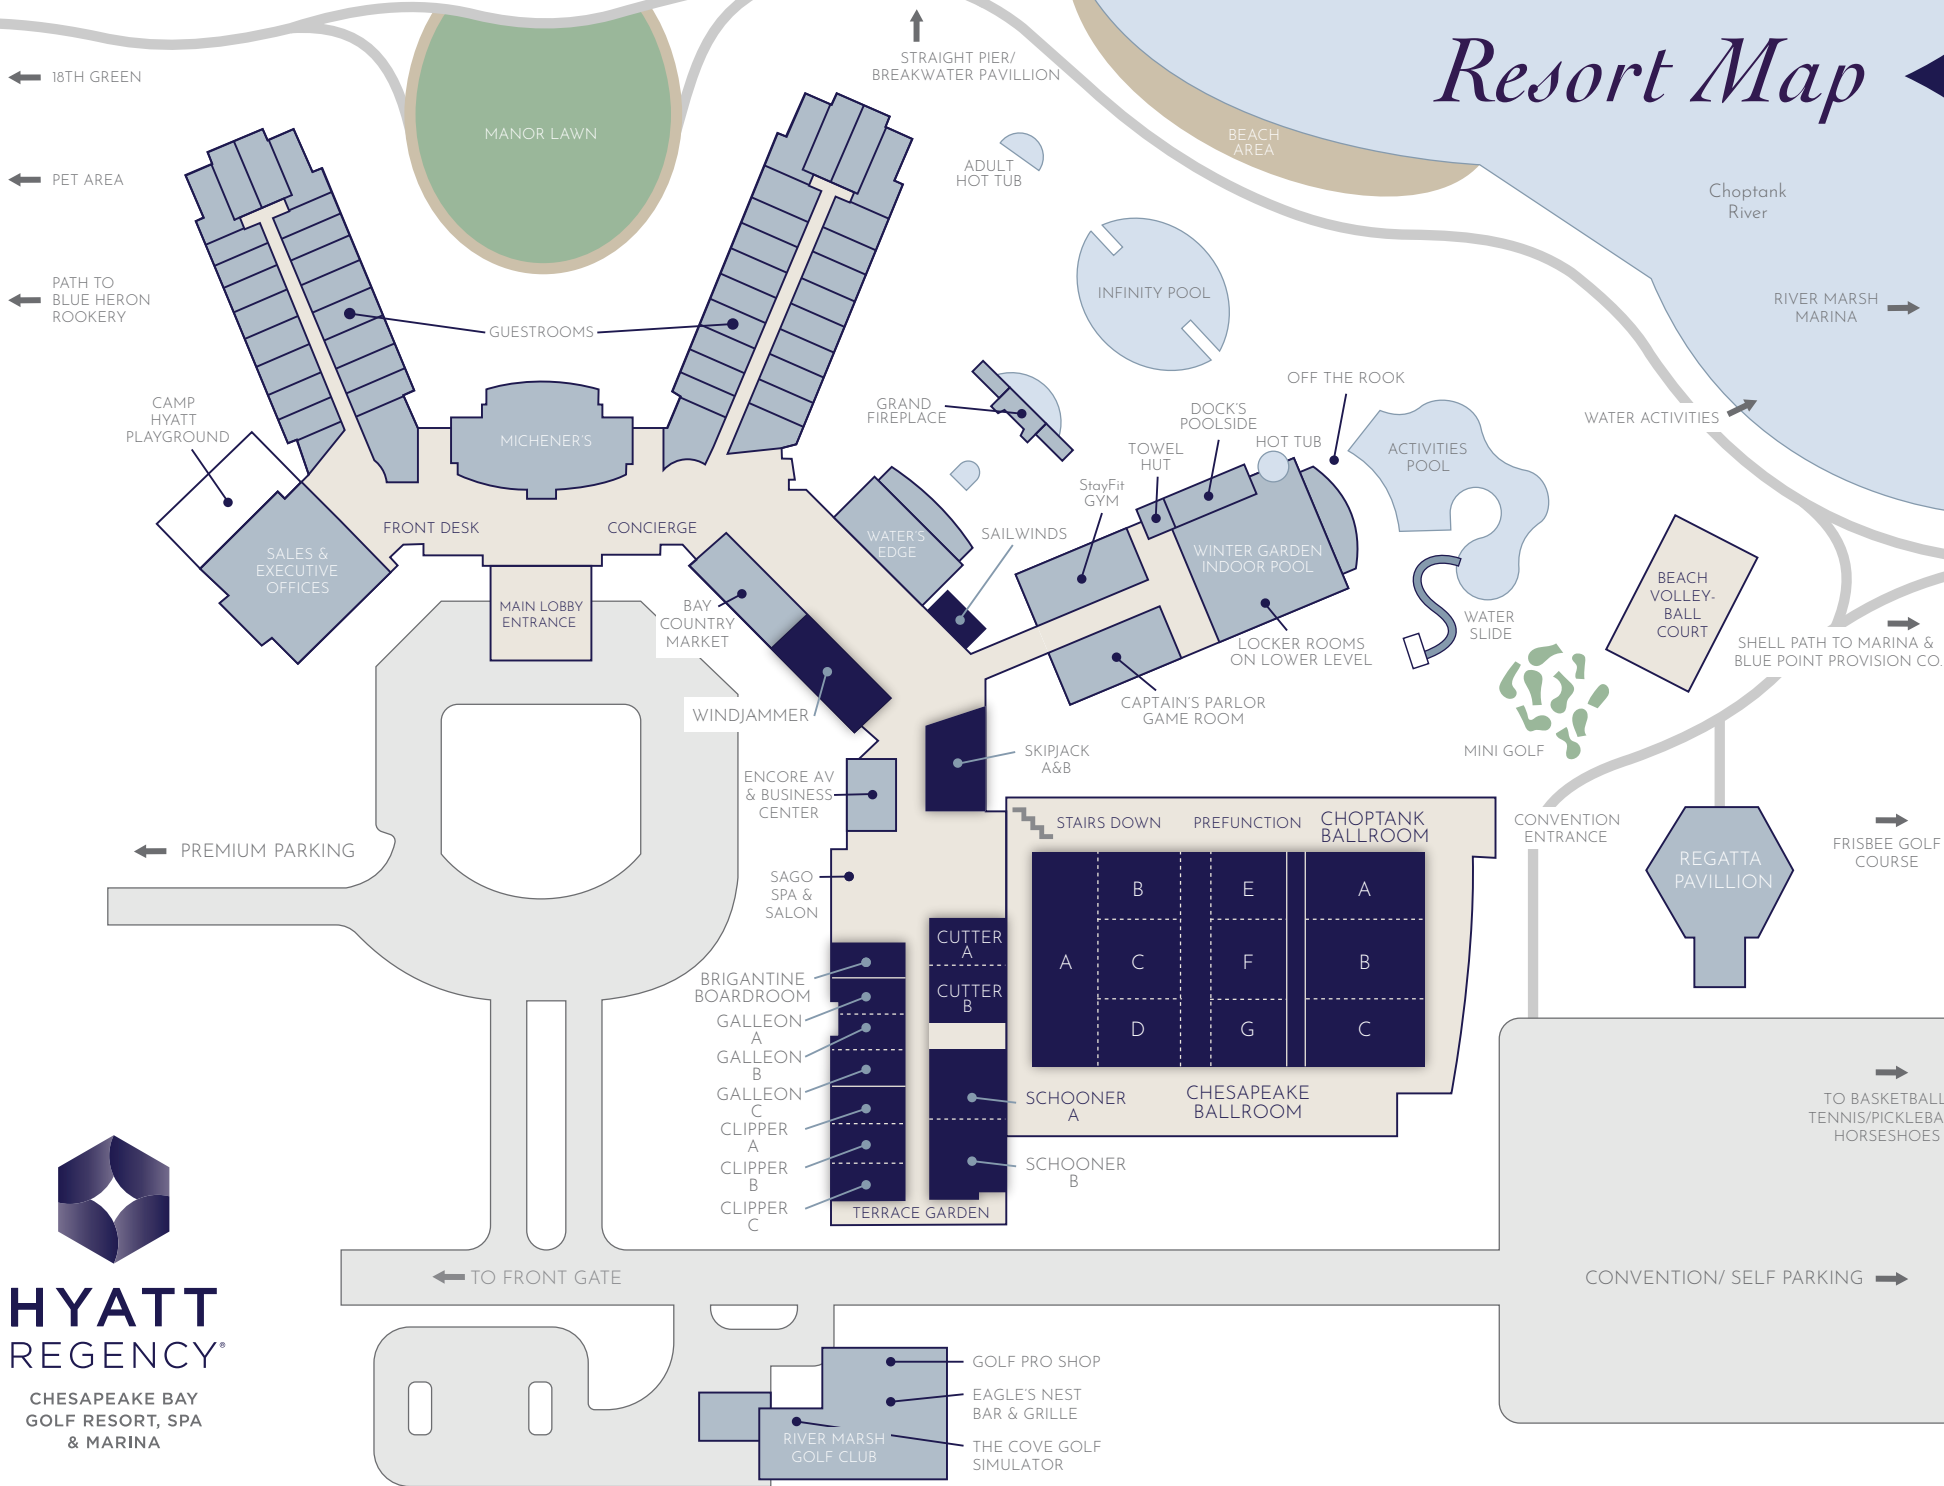 Resort Map
STRAIGHT PIER/
BREAKWATER PAVILLION
18TH GREEN
MANOR LAWN
BEACH
AREA
ADULT
HOT TUB
PET AREA
Choptank
River
PATH TO
BLUE HERON
ROOKERY
INFINITY POOL
RIVER MARSH
MARINA
GUESTROOMS
OFF THE ROOK
CAMP
HYATT
PLAYGROUND
GRAND
FIREPLACE
DOCK'S
POOLSIDE
WATER ACTIVITIES
MICHENER'S
TOWEL
HUT
HOT TUB
ACTIVITIES
POOL
StayFit
GYM
FRONT DESK
CONCIERGE
WATER'S
EDGE
SAILWINDS
WINTER GARDEN
INDOOR POOL
SALES &
EXECUTIVE
OFFICES
BEACH
VOLLEY-
BALL
COURT
MAIN LOBBY
ENTRANCE
BAY
COUNTRY
MARKET
WATER
SLIDE
LOCKER ROOMS
ON LOWER LEVEL
SHELL PATH TO MARINA &
BLUE POINT PROVISION CO.
WINDJAMMER
CAPTAIN'S PARLOR
GAME ROOM
SKIPJACK
A&B
MINI GOLF
ENCORE AV
& BUSINESS
CENTER
STAIRS DOWN
PREFUNCTION
CHOPTANK
BALLROOM
CONVENTION
ENTRANCE
FRISBEE GOLF
COURSE
PREMIUM PARKING
REGATTA
PAVILLION
SAGO
SPA &
SALON
B
E
A
CUTTER
A
A
C
F
B
BRIGANTINE
BOARDROOM
CUTTER
B
GALLEON
A
D
G
C
GALLEON
B
GALLEON
C
SCHOONER
A
CHESAPEAKE
BALLROOM
TO BASKETBALL
TENNIS/PICKLEBA
HORSESHOES
CLIPPER
A
CLIPPER
B
SCHOONER
B
CLIPPER
C
TERRACE GARDEN
TO FRONT GATE
CONVENTION/ SELF PARKING
HYATT
REGENCY®
CHESAPEAKE BAY
GOLF RESORT, SPA
& MARINA
GOLF PRO SHOP
EAGLE'S NEST
BAR & GRILLE
RIVER MARSH
GOLF CLUB
THE COVE GOLF
SIMULATOR